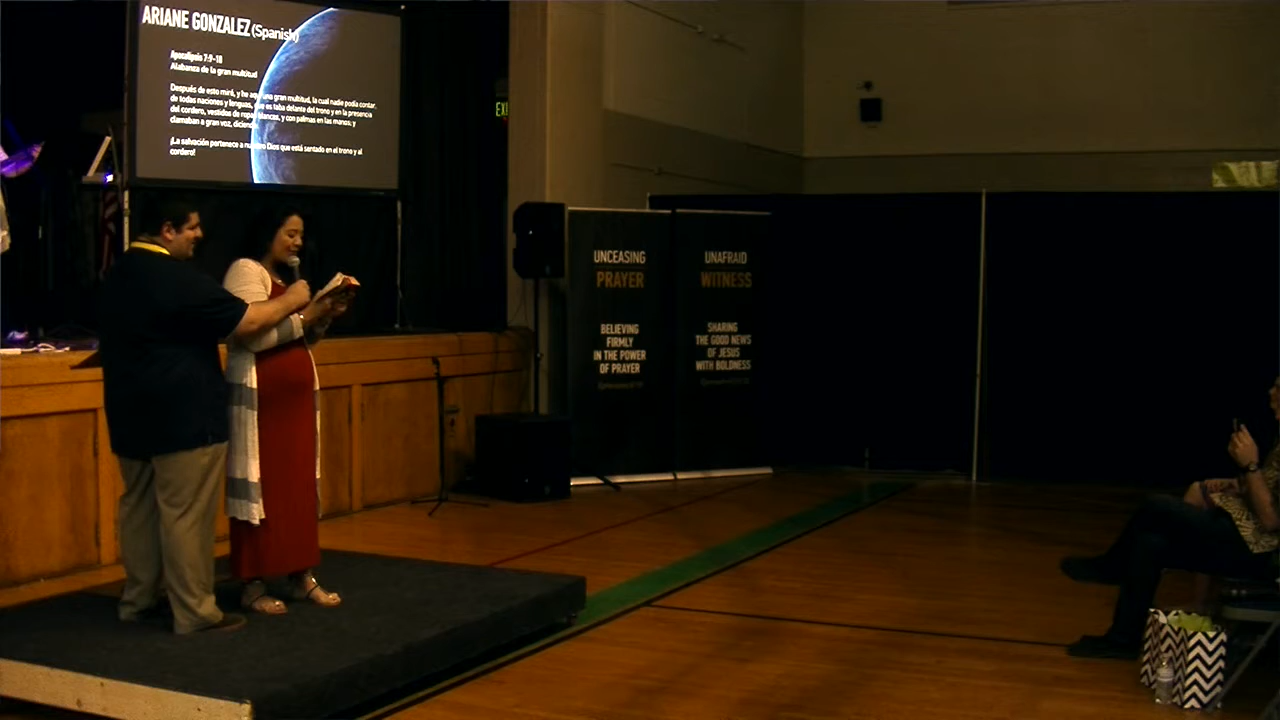 ARIANE GONZALEZ (Spanish)
Apocalipsis 7:9-10
Alabanza de la gran multitud
Después de esto miré, y he aquí una gran multitud, la cual nadie podía contar,
de todas naciones y lenguas, que estaba delante del trono y en la presencia
del cordero, vestidos de ropas blancas, y con palmas en las manos; y
clamaban a gran voz, diciendo
¡La salvación pertenece a nuestro Dios que está sentado en el trono y al
cordero!
EXI
UNCEASING
PRAYER
BELIEVING
FIRMLY
IN THE POWER
OF PRAYER
UNAFRAID
WITNESS
SHARING
THE GOOD NEWS
OF JESUS
WITH BOLDNESS